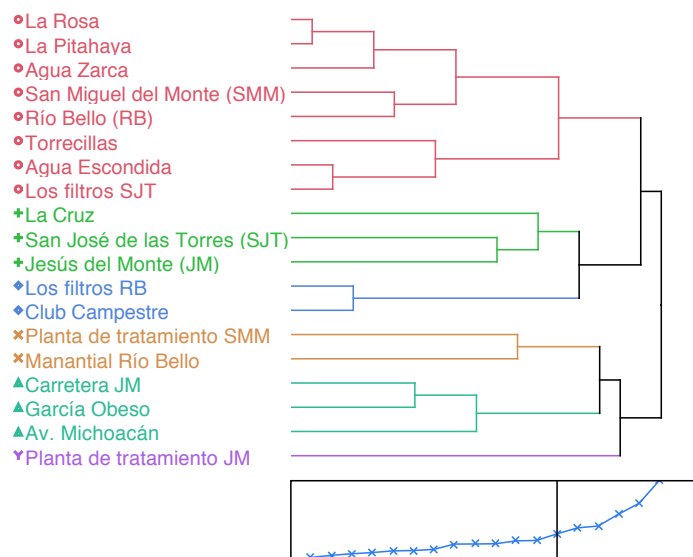 La Rosa
La Pitahaya
Agua Zarca
San Miguel del Monte (SMM)
Río Bello (RB)
Torrecillas
Agua Escondida
Los filtros SJT
La Cruz
San José de las Torres (SJT)
Jesús del Monte (JM)
Los filtros RB
Club Campestre
Planta de tratamiento SMM
Manantial Río Bello
Carretera JM
García Obeso
Av. Michoacán
Planta de tratamiento JM